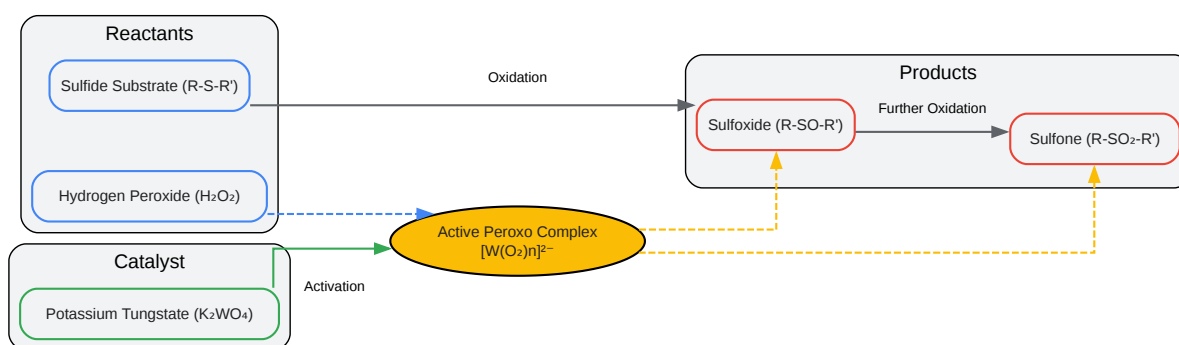 Reactants
Sulfide Substrate (R-S-R')
Hydrogen Peroxide (H₂O₂)
Catalyst
Potassium Tungstate (K₂WO₄)
Oxidation
Activation
Active Peroxo Complex
[W(O₂)n]²⁻
Products
Sulfoxide (R-SO-R')
Further Oxidation
Sulfone (R-SO₂-R')